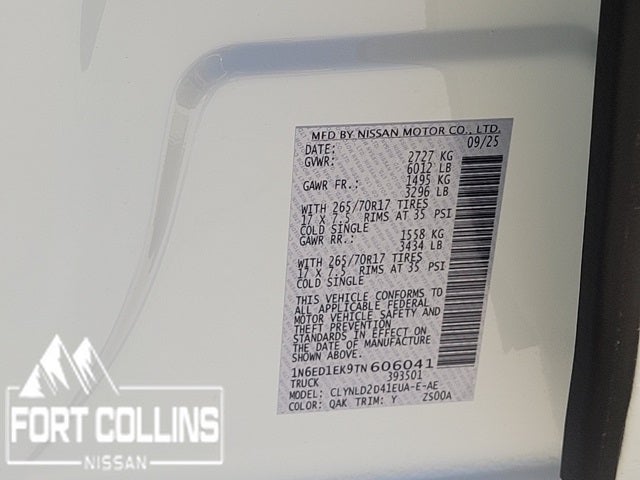 MFD BY NISSAN MOTOR CO., LTD.
DATE: 09/25
GVWR: 2727 KG
6012 LB
GAWR FR.: 1495 KG
3296 LB
WITH 265/70R17 TIRES
17 X 7.5 RIMS AT 35 PSI
COLD SINGLE
GAWR RR.: 1558 KG
3434 LB
WITH 265/70R17 TIRES
17 X 7.5 RIMS AT 35 PSI
COLD SINGLE
THIS VEHICLE CONFORMS TO
ALL APPLICABLE FEDERAL
MOTOR VEHICLE SAFETY AND
THEFT PREVENTION
STANDARDS IN EFFECT ON
THE DATE OF MANUFACTURE
SHOWN ABOVE.
1N6ED1EK9TN606041
TRUCK 393501
MODEL: CLYNLD2D41EUA-E-AE
COLOR: QAK TRIM: Y ZS00A
FORT COLLINS
NISSAN